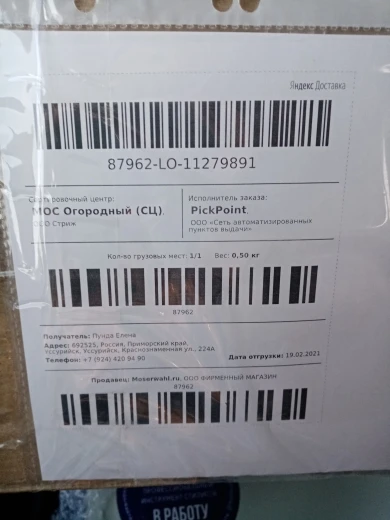 Яндекс Доставка
87962-LO-11279891
Сортировочный центр:
МОС Огородный (СЦ),
ООО Стриж
Исполнитель заказа:
PickPoint,
ООО «Сеть автоматизированных
пунктов выдачи»
Кол-во грузовых мест: 1/1 Вес: 0,50 кг
87962
Получатель: Пунда Елена
Адрес: 692525, Россия, Приморский край,
Уссурийск, Уссурийск, Краснознаменная ул., 224А
Телефон: +7 (924) 420 94 80
Дата отгрузки: 19.02.2021
Продавец: Moserwahl.ru, ООО ФИРМЕННЫЙ МАГАЗИН
87962
ИНСТРУМЕНТ СТИЛИСТА
В РАБОТУ